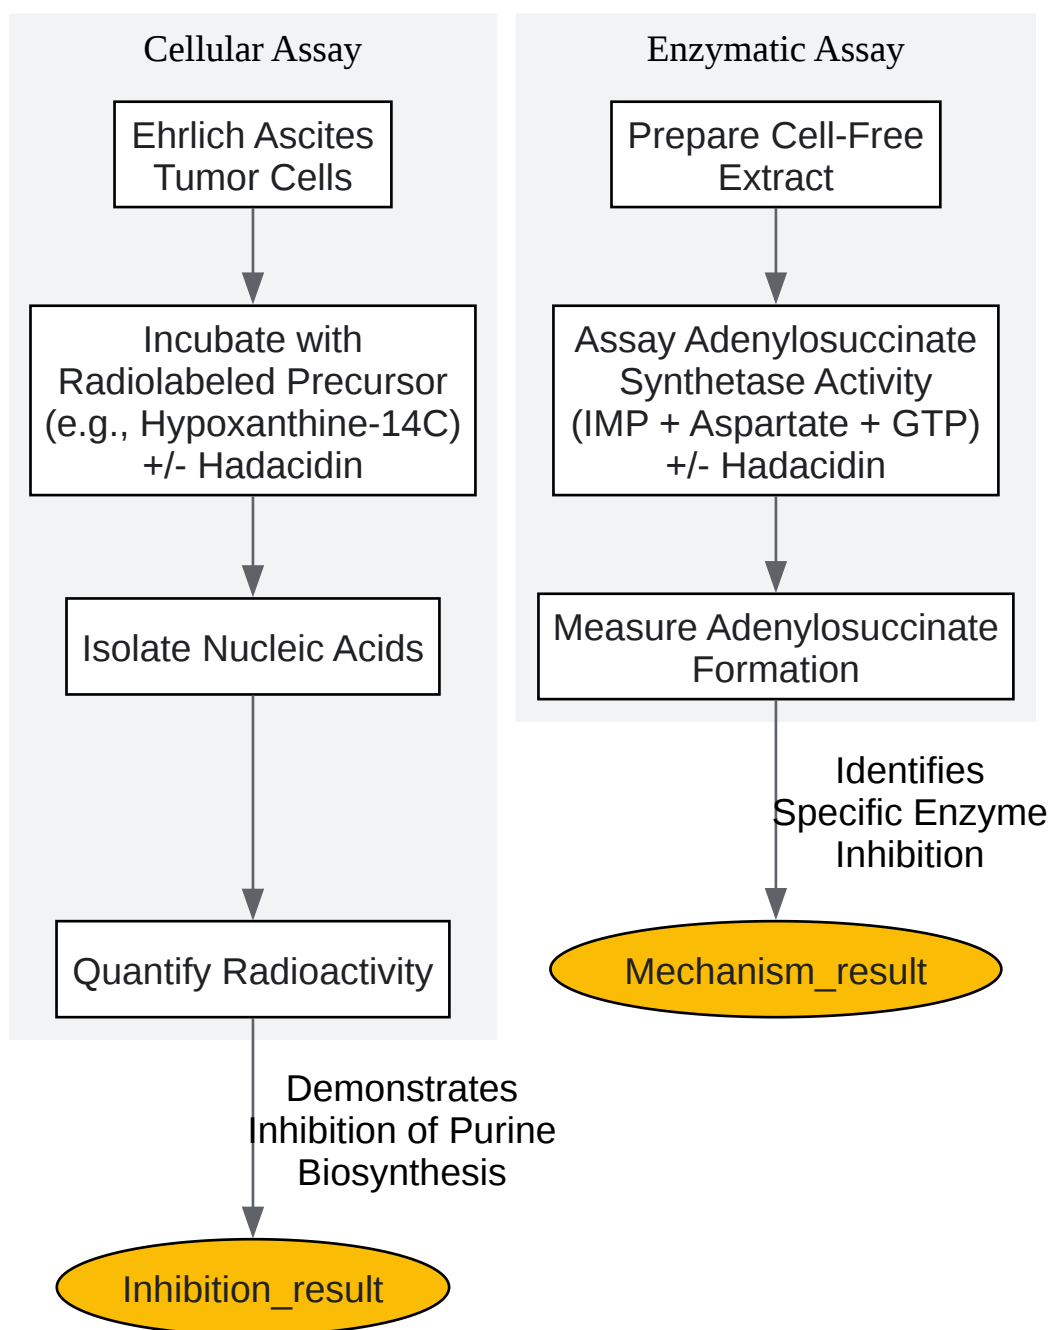 Cellular Assay
Ehrlich Ascites
Tumor Cells
Incubate with
Radiolabeled Precursor
(e.g., Hypoxanthine-14C)
+/- Hadacidin
Isolate Nucleic Acids
Quantify Radioactivity
Demonstrates
Inhibition of Purine
Biosynthesis
Inhibition_result
Enzymatic Assay
Prepare Cell-Free
Extract
Assay Adenylosuccinate
Synthetase Activity
(IMP + Aspartate + GTP)
+/- Hadacidin
Measure Adenylosuccinate
Formation
Identifies
Specific Enzyme
Inhibition
Mechanism_result